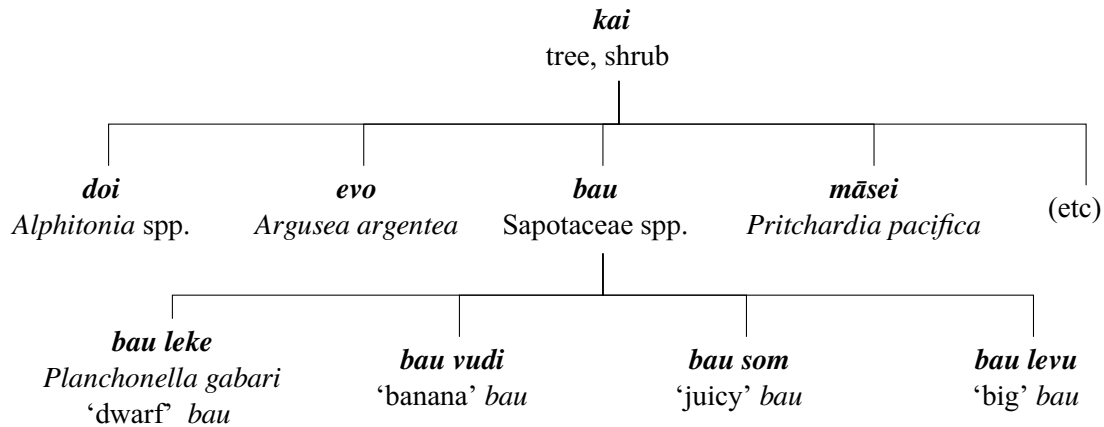 kai
tree, shrub
doi
Alphitonia spp.
evo
Argusea argentea
bau
Sapotaceae spp.
māsei
Pritchardia pacifica
(etc)
bau leke
Planchonella gabari
‘dwarf’ bau
bau vudi
‘banana’ bau
bau som
‘juicy’ bau
bau levu
‘big’ bau